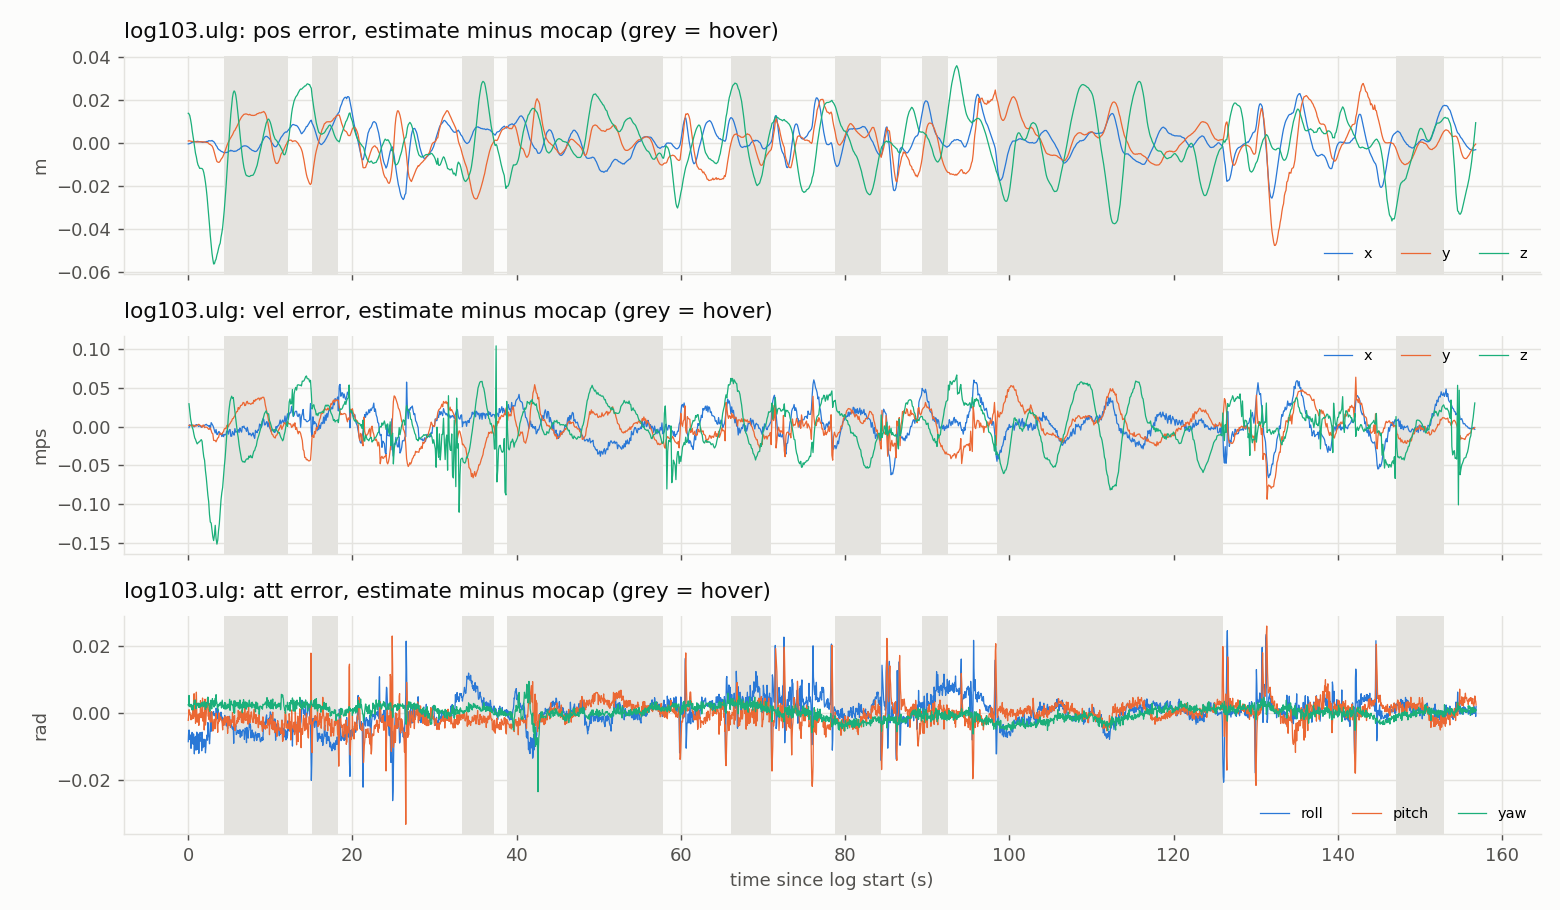 log103.ulg: pos error, estimate minus mocap (grey = hover)
0.04
0.02
0.00
−0.02
−0.04
−0.06
m
x y z
log103.ulg: vel error, estimate minus mocap (grey = hover)
0.10
0.05
0.00
−0.05
−0.10
−0.15
mps
x y z
log103.ulg: att error, estimate minus mocap (grey = hover)
0.02
0.00
−0.02
rad
roll pitch yaw
0 20 40 60 80 100 120 140 160
time since log start (s)